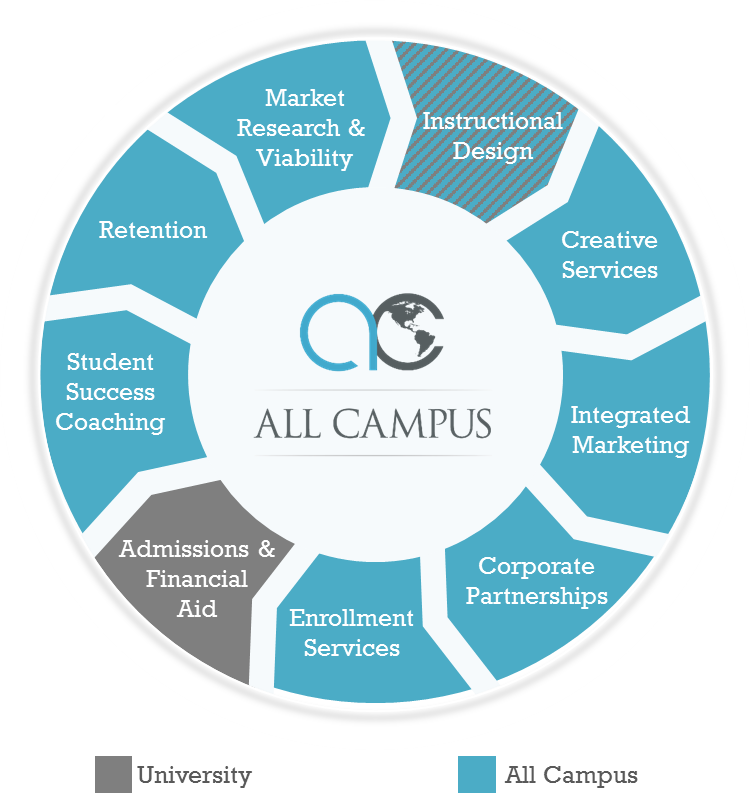 Market
Research &
Viability
Instructional
Design
Creative
Services
Integrated
Marketing
Corporate
Partnerships
Enrollment
Services
Admissions &
Financial
Aid
Student
Success
Coaching
Retention
ac
ALL CAMPUS
University
All Campus